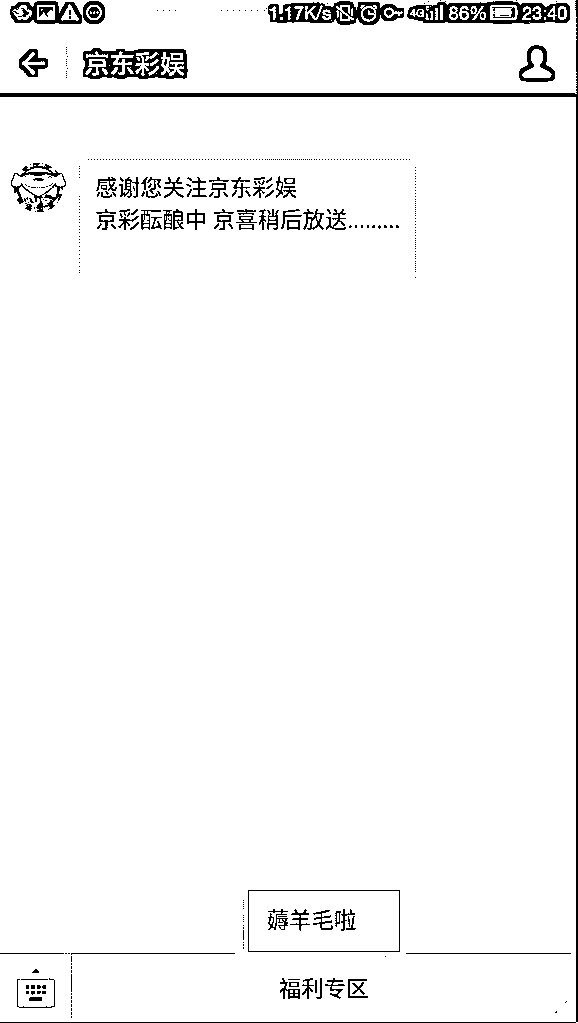 1.17K/s 4G 86% 23:40
京东彩娱
感谢您关注京东彩娱
京彩酝酿中 京喜稍后放送.........
薅羊毛啦
福利专区